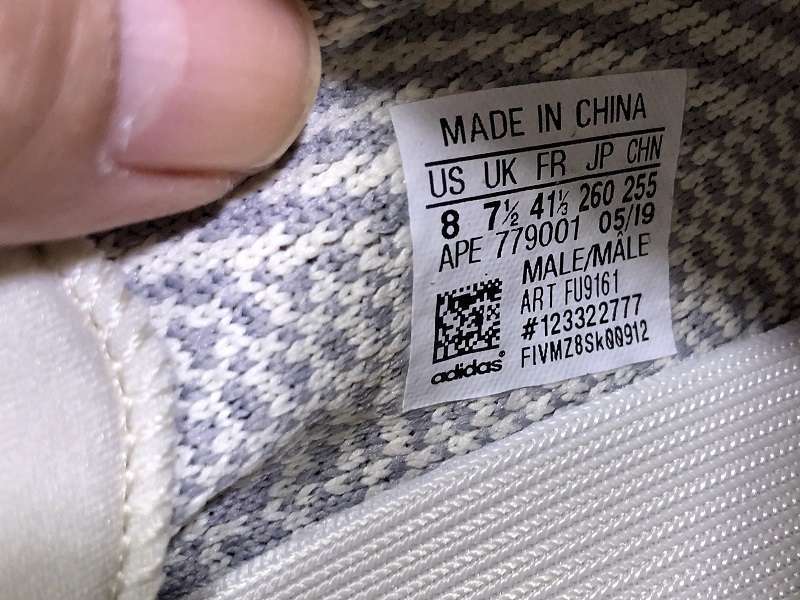 MADE IN CHINA
US UK FR JP CHN
8 7½ 41⅓ 260 255
APE 779001 05/19
MALE/MÂLE
ART FU9161
#123322777
FIVMZ8Sk00912
adidas®